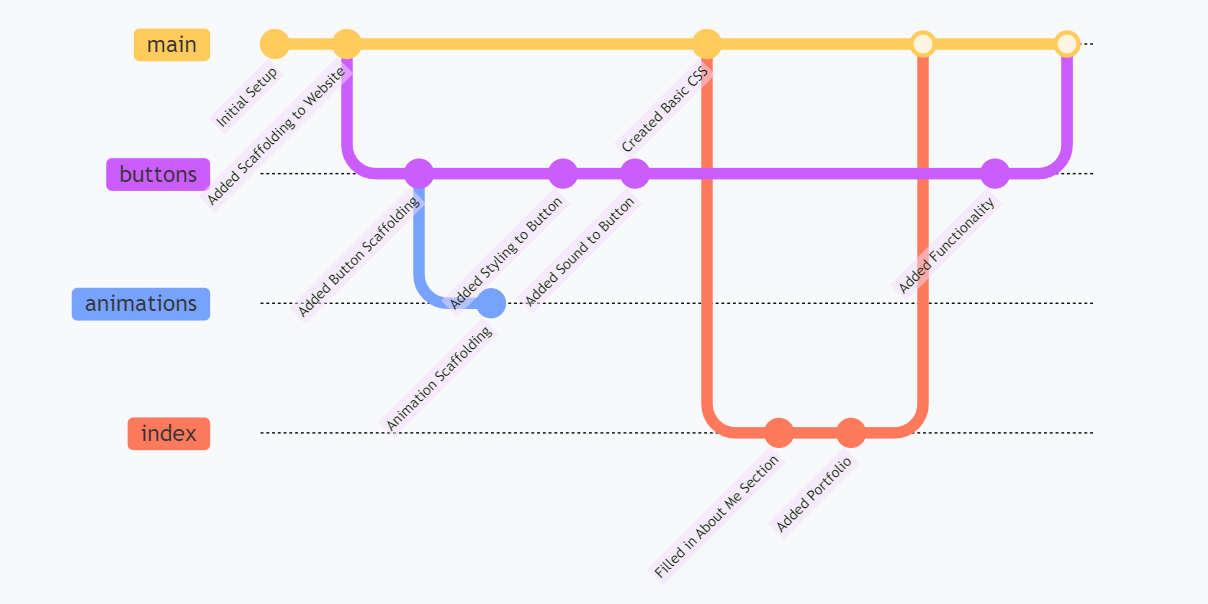 main
Initial Setup
Added Scaffolding to Website
Created Basic CSS
buttons
Added Button Scaffolding
Added Styling to Button
Added Sound to Button
Added Functionality
animations
Animation Scaffolding
index
Filled in About Me Section
Added Portfolio